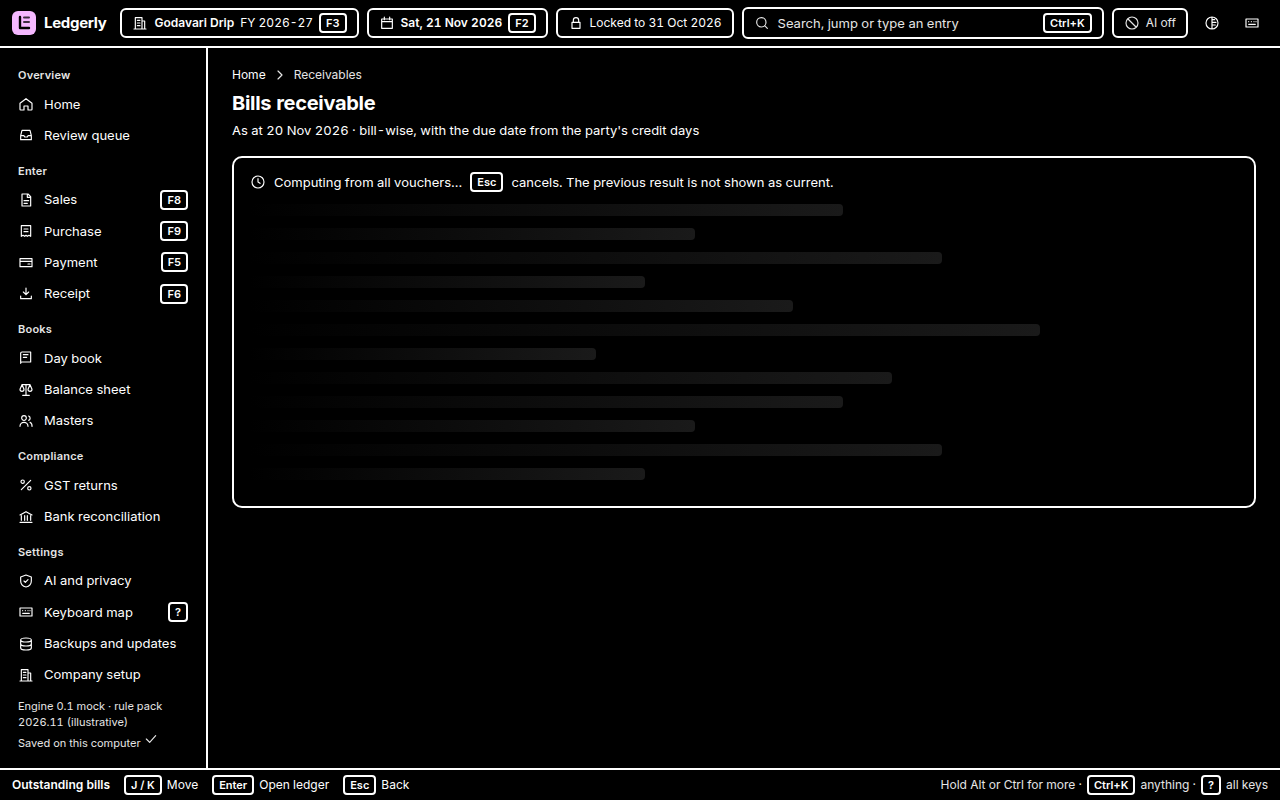 Ledgerly
Godavari Drip FY 2026-27 F3
Sat, 21 Nov 2026 F2
Locked to 31 Oct 2026
Search, jump or type an entry Ctrl+K
AI off
Overview
Home
Review queue
Enter
Sales F8
Purchase F9
Payment F5
Receipt F6
Books
Day book
Balance sheet
Masters
Compliance
GST returns
Bank reconciliation
Settings
AI and privacy
Keyboard map ?
Backups and updates
Company setup
Engine 0.1 mock · rule pack
2026.11 (illustrative)
Saved on this computer
Home > Receivables
Bills receivable
As at 20 Nov 2026 · bill-wise, with the due date from the party's credit days
Computing from all vouchers... Esc cancels. The previous result is not shown as current.
Outstanding bills J / K Move Enter Open ledger Esc Back
Hold Alt or Ctrl for more · Ctrl+K anything · ? all keys